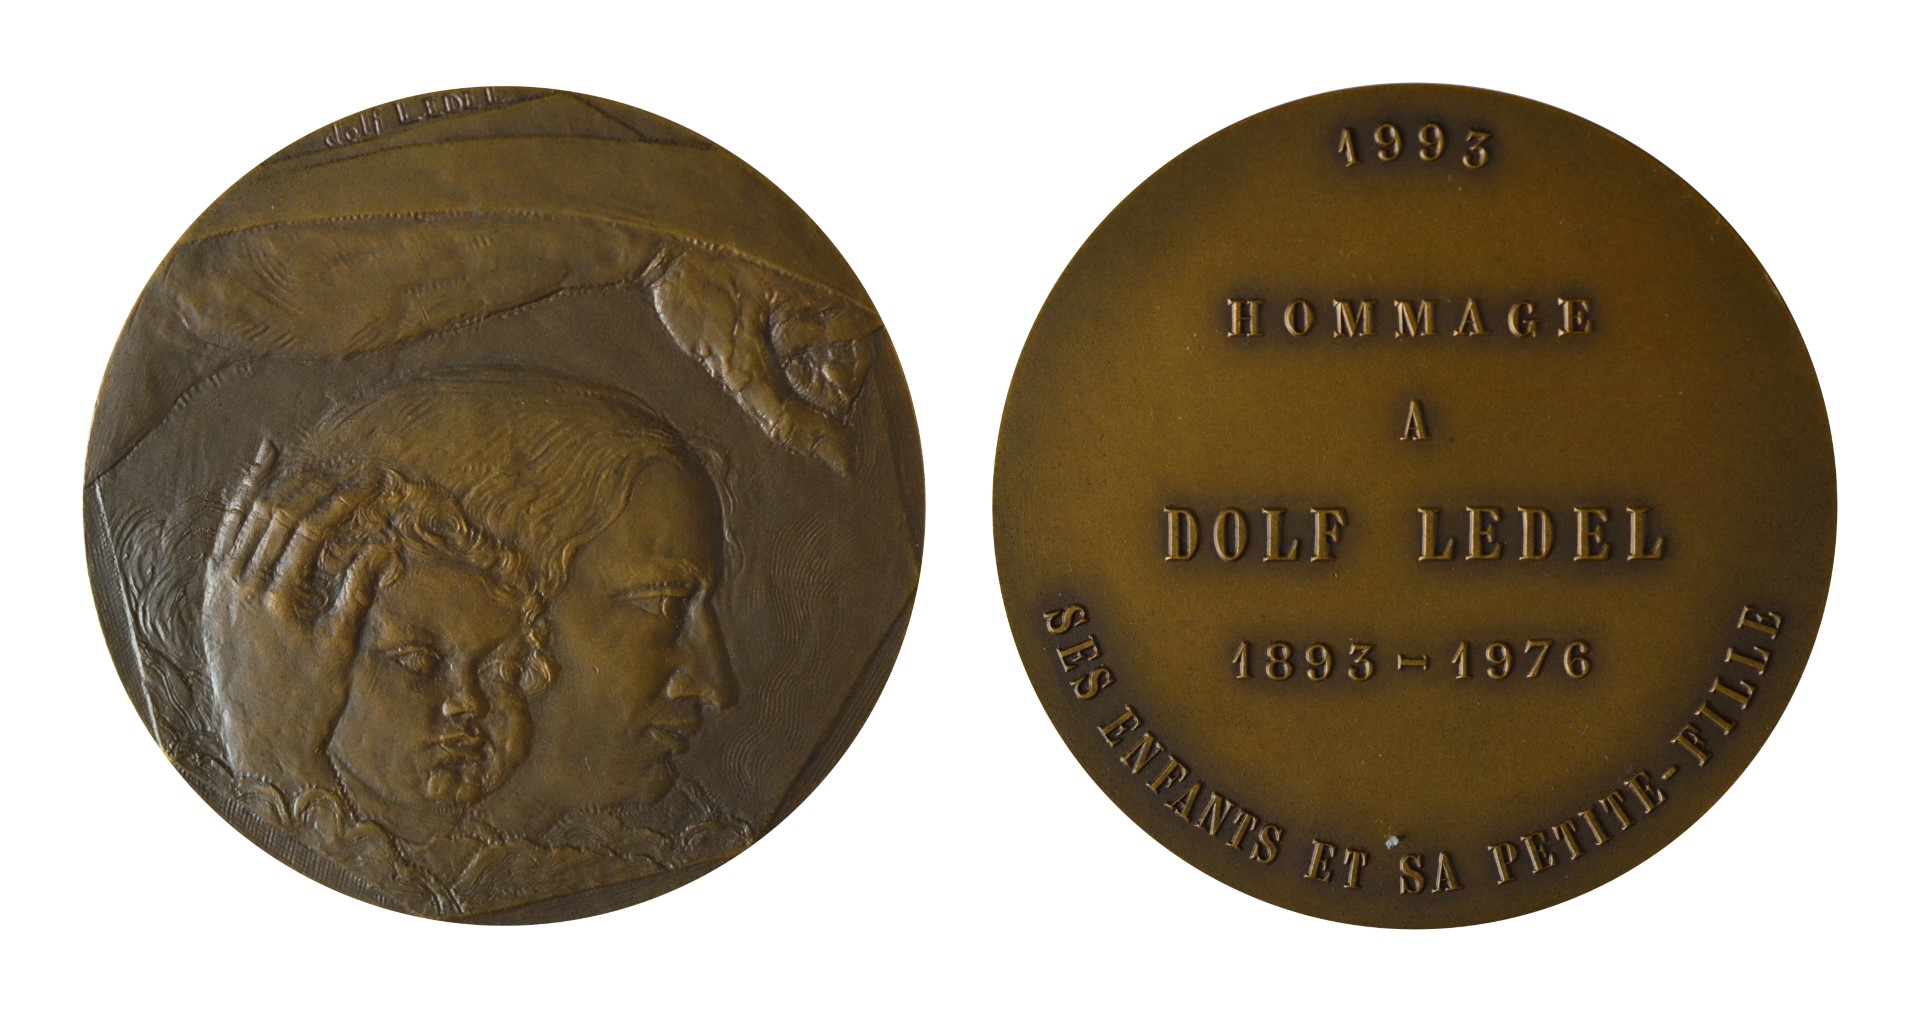 dolf LEDEL
1993
HOMMAGE
A
DOLF LEDEL
1893-1976
SES ENFANTS ET SA PETITE-FILLE